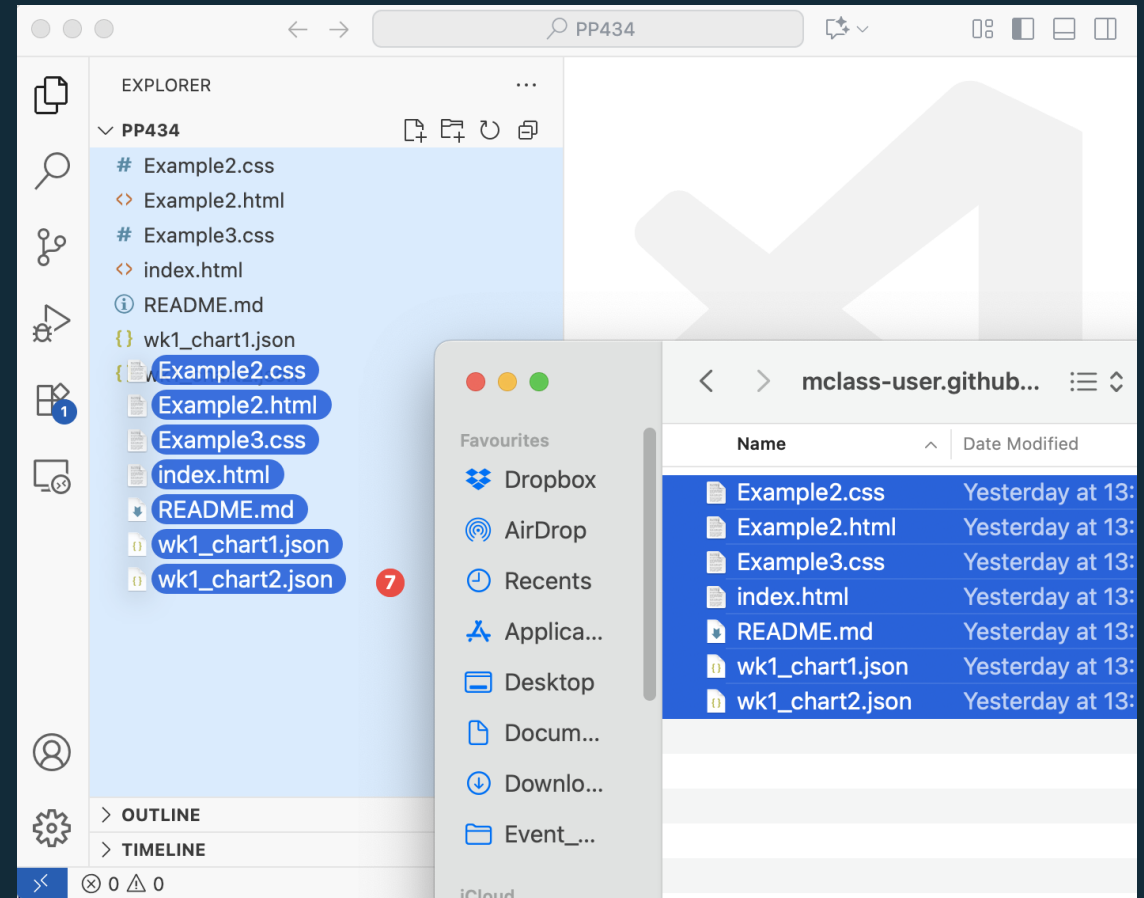 PP434
EXPLORER
PP434
Example2.css
Example2.html
Example3.css
index.html
README.md
wk1_chart1.json
Example2.css
Example2.html
Example3.css
index.html
README.md
wk1_chart1.json
wk1_chart2.json
7
1
OUTLINE
TIMELINE
0 0
mclass-user.github...
Favourites
Dropbox
AirDrop
Recents
Applica...
Desktop
Docum...
Downlo...
Event_...
iCloud
Name Date Modified
Example2.css Yesterday at 13:
Example2.html Yesterday at 13:
Example3.css Yesterday at 13:
index.html Yesterday at 13:
README.md Yesterday at 13:
wk1_chart1.json Yesterday at 13:
wk1_chart2.json Yesterday at 13: